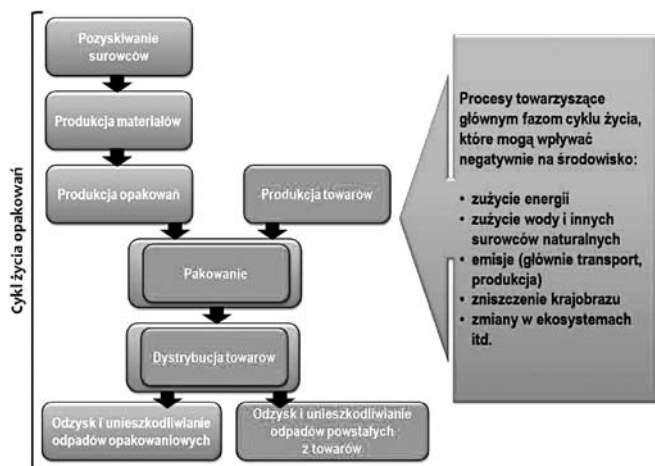 Cykl życia opakowań
Pozyskiwanie
surowców
Produkcja materiałów
Produkcja opakowań
Produkcja towarów
Pakowanie
Dystrybucja towarów
Odzysk i unieszkodliwianie
odpadów opakowaniowych
Odzysk i unieszkodliwianie
odpadów powstałych
z towarów
Procesy towarzyszące
głównym fazom cyklu życia,
które mogą wpływać
negatywnie na środowisko:
• zużycie energii
• zużycie wody i innych
surowców naturalnych
• emisje (głównie transport,
produkcja)
• zniszczenie krajobrazu
• zmiany w ekosystemach
itd.